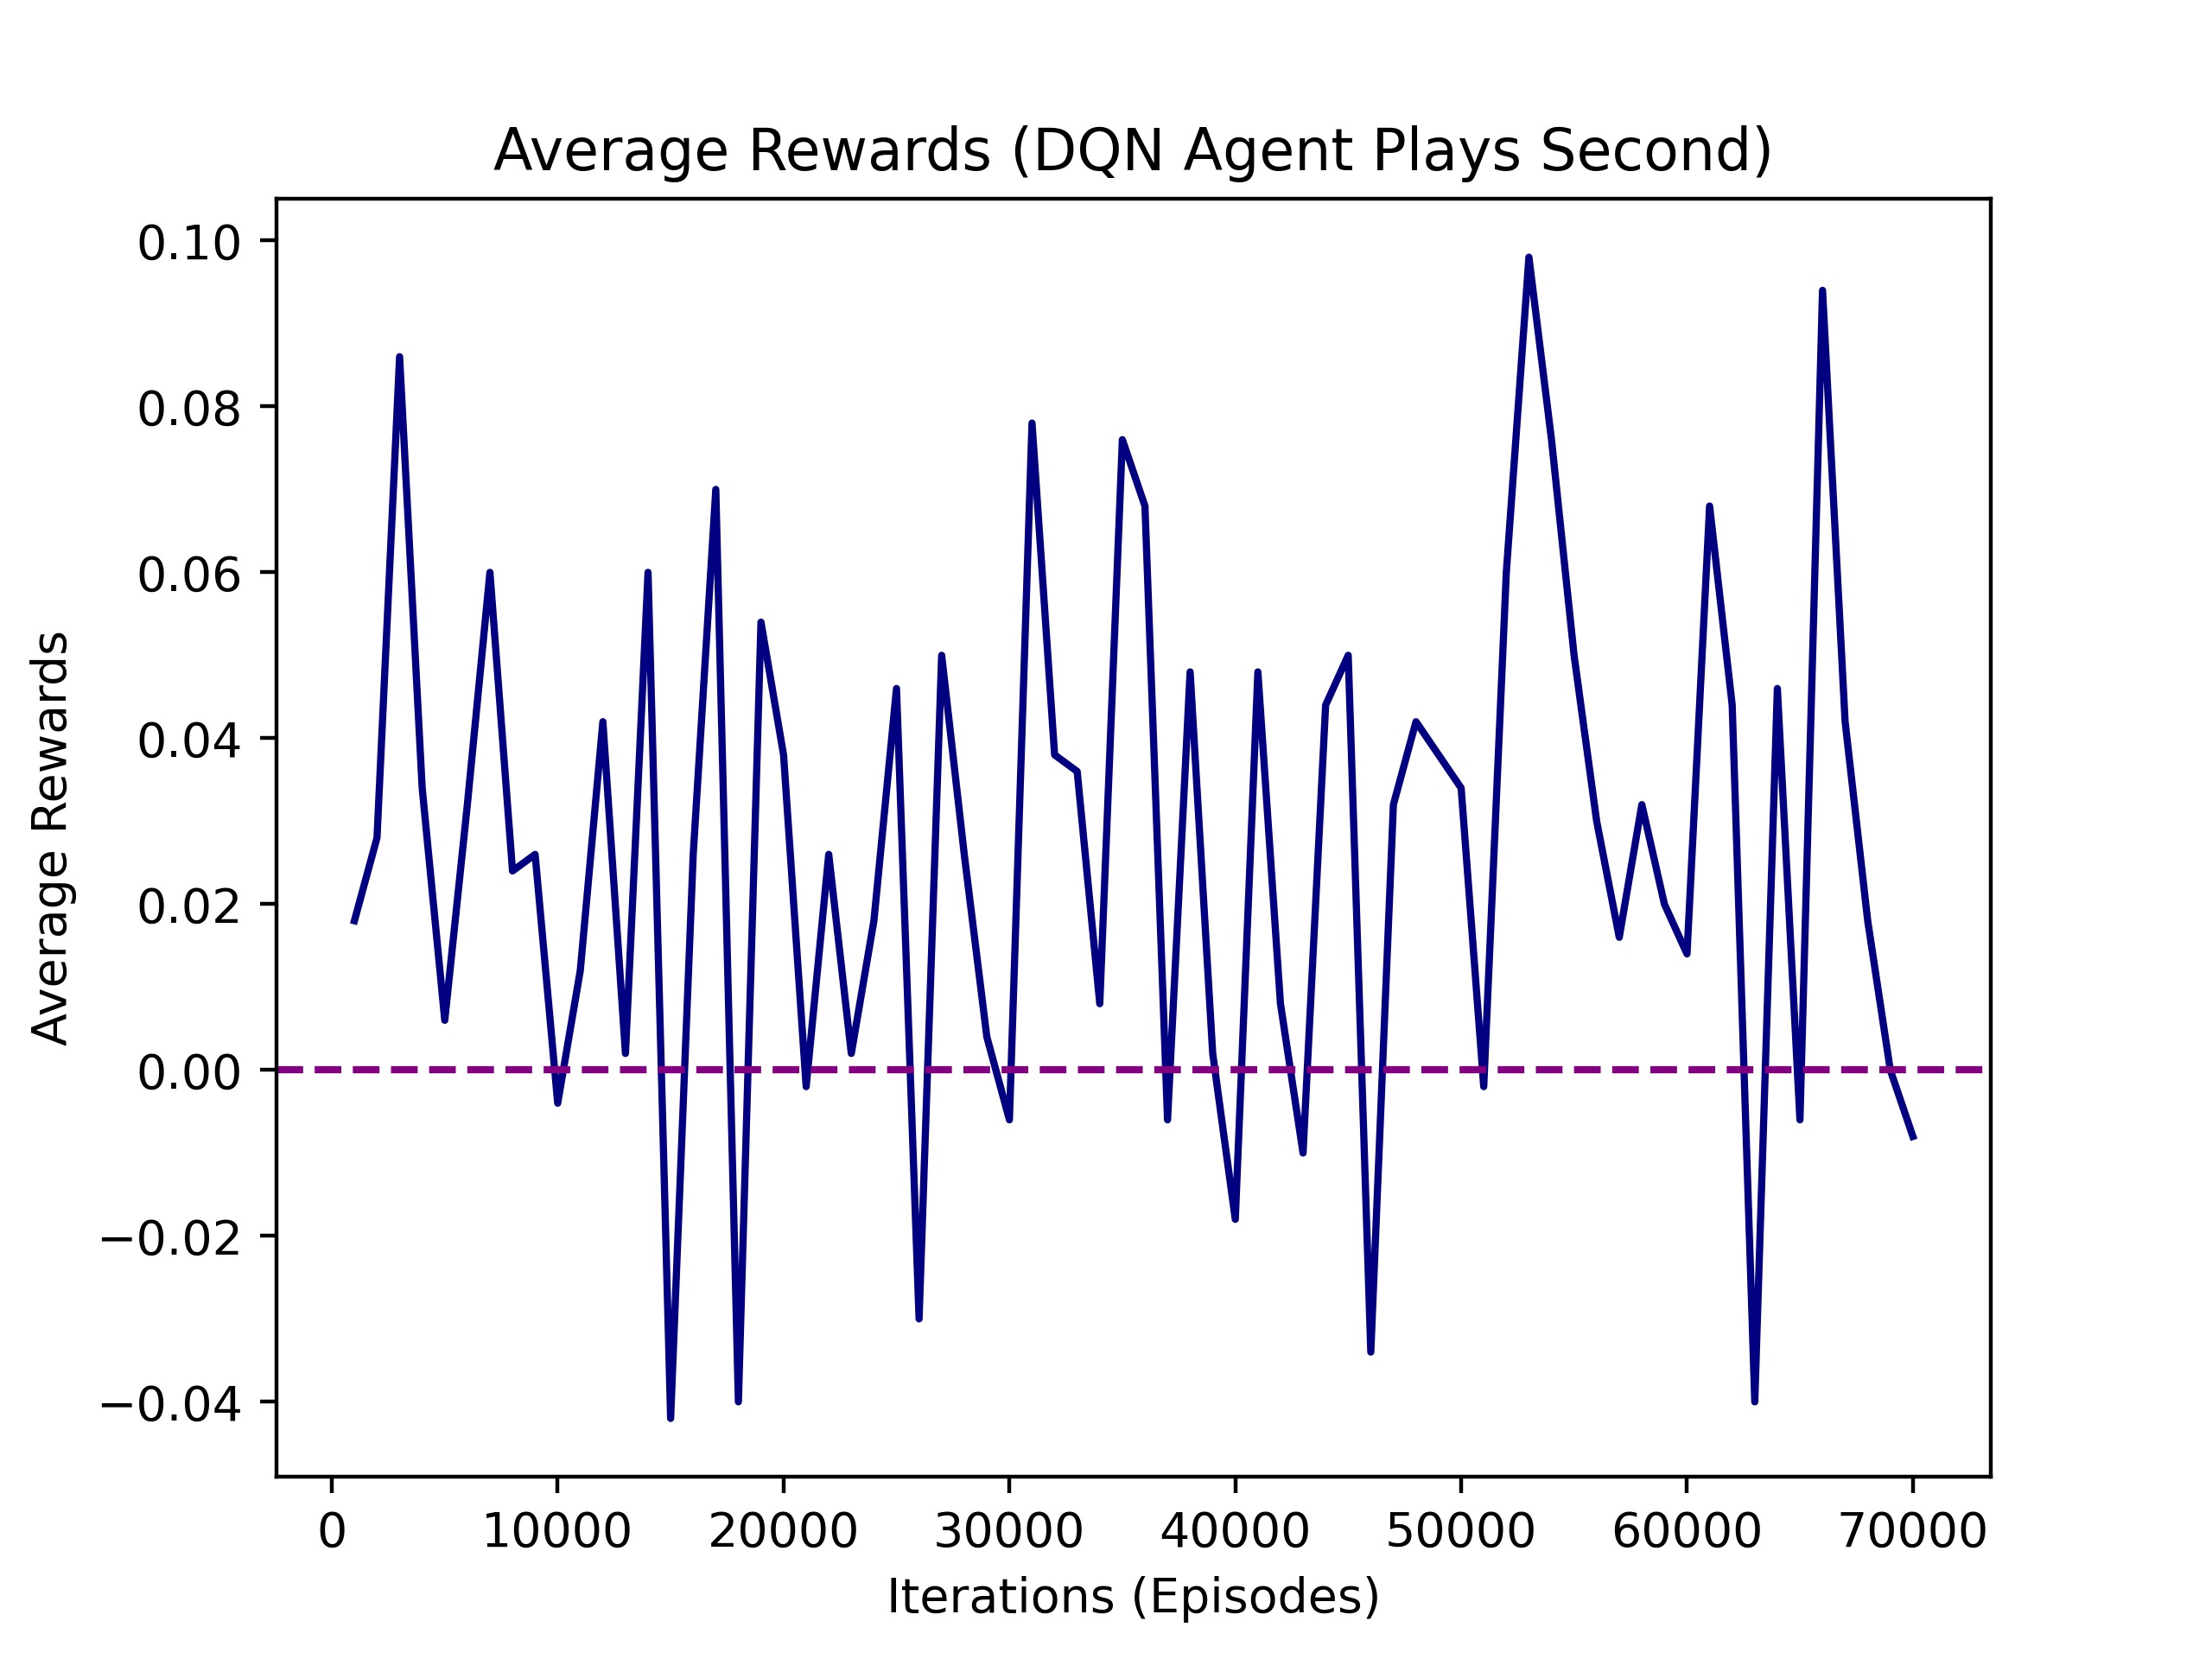 Average Rewards (DQN Agent Plays Second)
0.10
0.08
0.06
0.04
0.02
0.00
−0.02
−0.04
Average Rewards
0 10000 20000 30000 40000 50000 60000 70000
Iterations (Episodes)